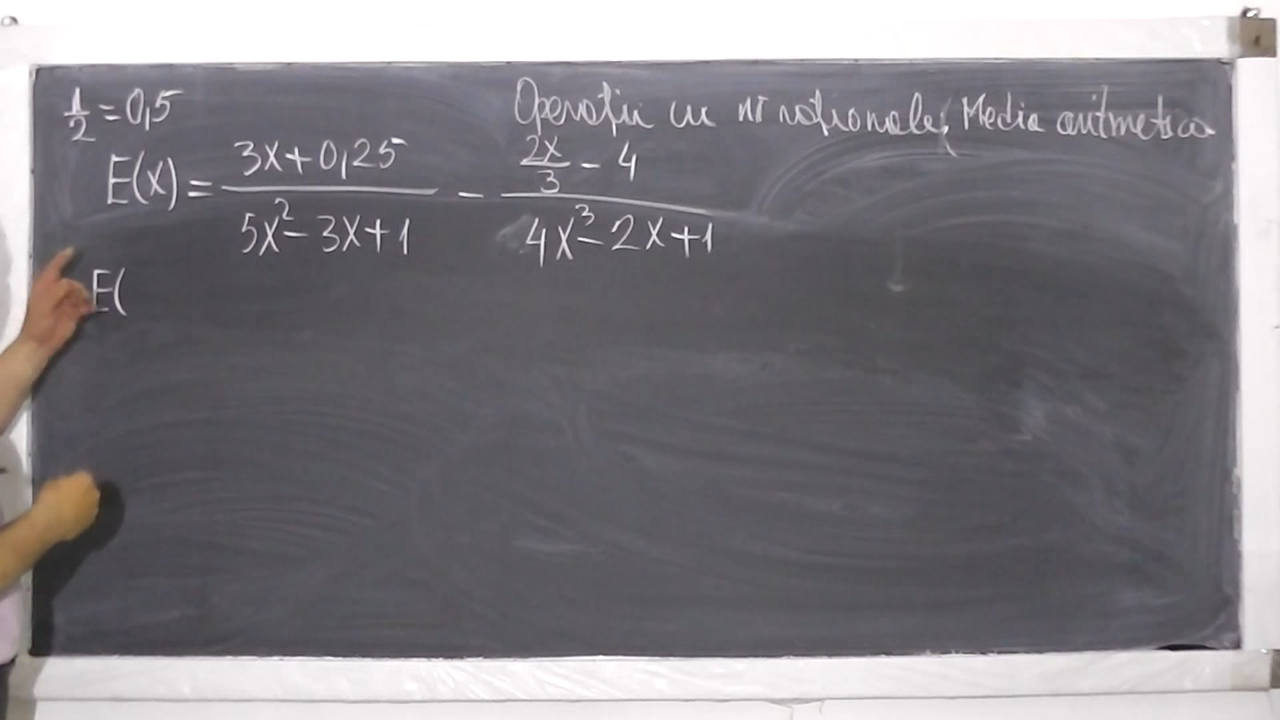 Operații cu nr raționale, Media aritmetica
1/2 = 0,5
E(x) = (3x + 0,25)/(5x² - 3x + 1) - (2x/3 - 4)/(4x³ - 2x + 1)
E(